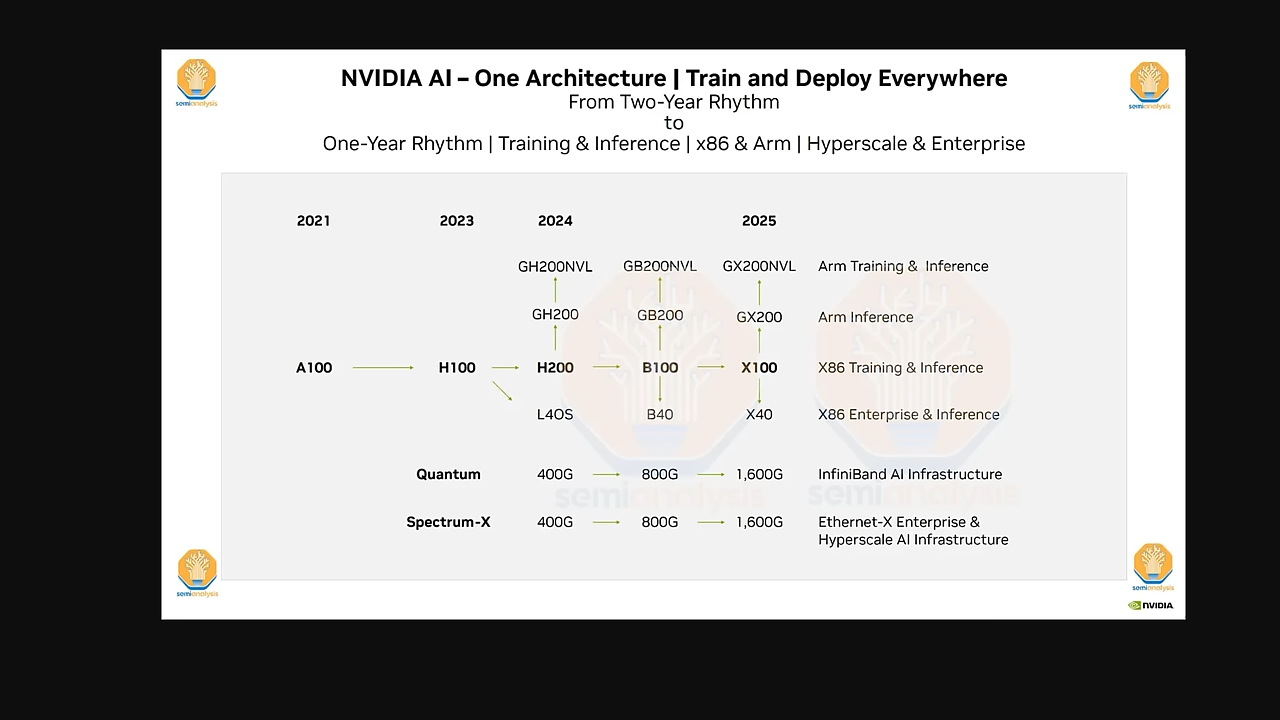 semianalysis
semianalysis
NVIDIA AI – One Architecture | Train and Deploy Everywhere
From Two-Year Rhythm
to
One-Year Rhythm | Training & Inference | x86 & Arm | Hyperscale & Enterprise
2021 2023 2024 2025
GH200NVL GB200NVL GX200NVL Arm Training & Inference
GH200 GB200 GX200 Arm Inference
A100 H100 H200 B100 X100 X86 Training & Inference
L4OS B40 X40 X86 Enterprise & Inference
Quantum 400G 800G 1,600G InfiniBand AI Infrastructure
semianalysis semianalysis
Spectrum-X 400G 800G 1,600G Ethernet-X Enterprise &
Hyperscale AI Infrastructure
semianalysis
semianalysis
NVIDIA